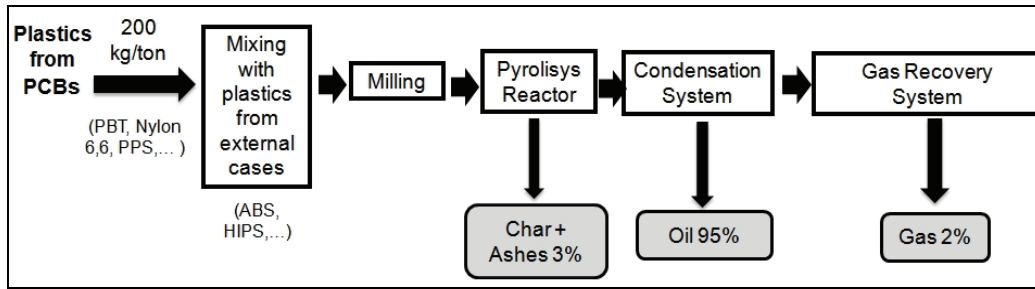 Plastics
from
PCBs
200
kg/ton
(PBT, Nylon
6,6, PPS,... )
Mixing
with
plastics
from
external
cases
(ABS,
HIPS,...)
Milling
Pyrolisys
Reactor
Char +
Ashes 3%
Condensation
System
Oil 95%
Gas Recovery
System
Gas 2%